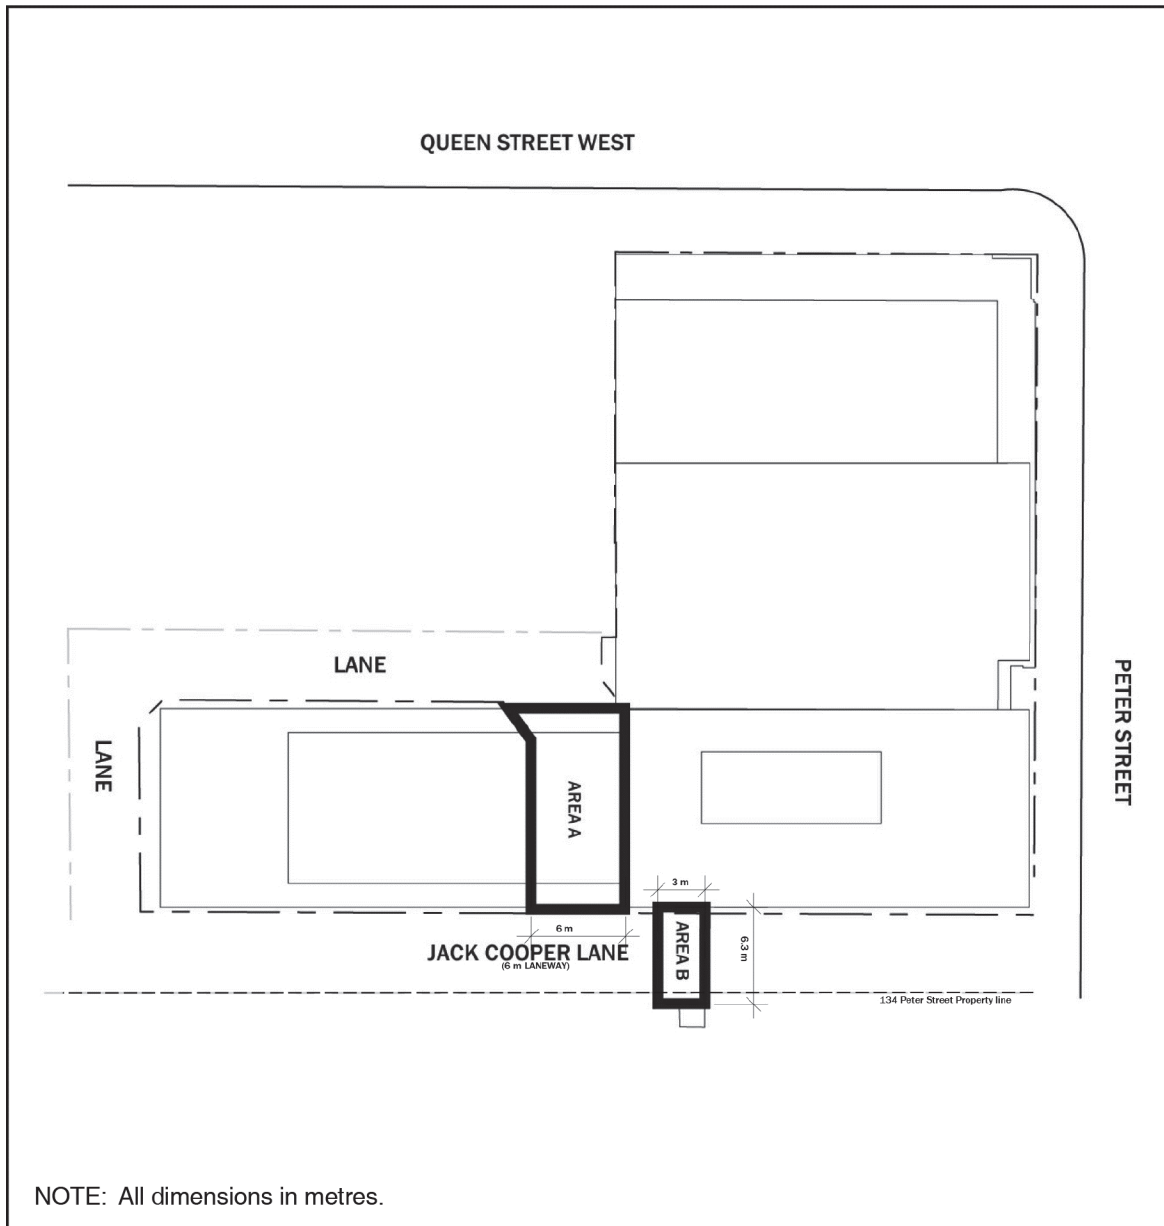 QUEEN STREET WEST
LANE
PETER STREET
LANE
AREA A
3 m
6 m
JACK COOPER LANE
(6 m LANEWAY)
AREA B
6.3 m
134 Peter Street Property line
NOTE: All dimensions in metres.